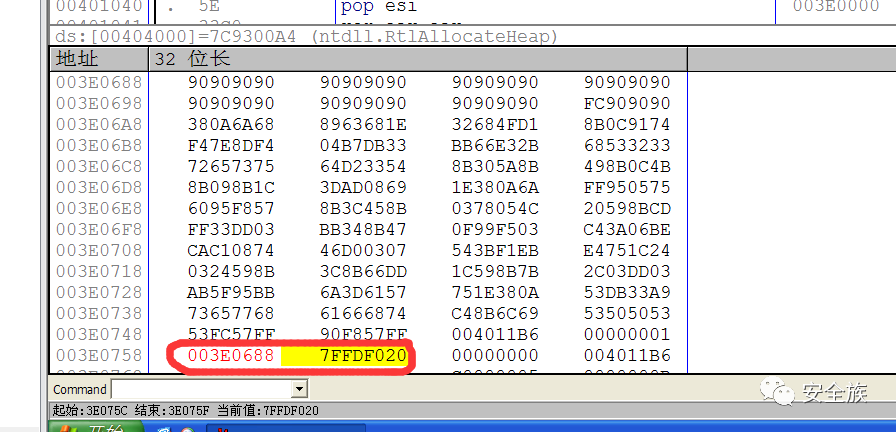 00401040 . 5E pop esi 003E0000
ds:[00404000]=7C9300A4 (ntdll.RtlAllocateHeap)
地址 32 位长
003E0688 90909090 90909090 90909090 90909090
003E0698 90909090 90909090 90909090 FC909090
003E06A8 380A6A68 8963681E 32684FD1 8B0C9174
003E06B8 F47E8DF4 04B7DB33 BB66E32B 68533233
003E06C8 72657375 64D23354 8B305A8B 498B0C4B
003E06D8 8B098B1C 3DAD0869 1E380A6A FF950575
003E06E8 6095F857 8B3C458B 0378054C 20598BCD
003E06F8 FF33DD03 BB348B47 0F99F503 C43A06BE
003E0708 CAC10874 46D00307 543BF1EB E4751C24
003E0718 0324598B 3C8B66DD 1C598B7B 2C03DD03
003E0728 AB5F95BB 6A3D6157 751E380A 53DB33A9
003E0738 73657768 61666874 C48B6C69 53505053
003E0748 53FC57FF 90F857FF 004011B6 00000001
003E0758 003E0688 7FFDF020 00000000 004011B6
Command
起始:3E075C 结束:3E075F 当前值:7FFDF020
安全族
开始